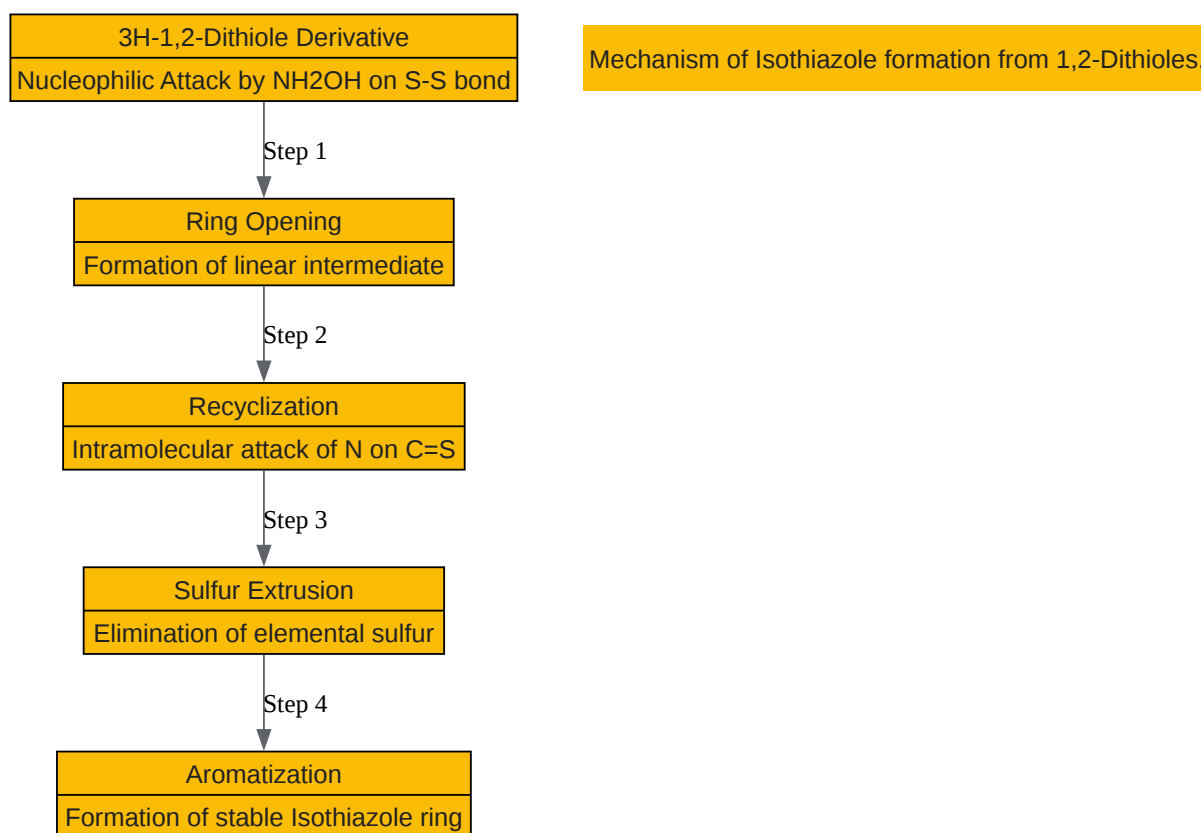 3H-1,2-Dithiole Derivative
Nucleophilic Attack by NH2OH on S-S bond
Mechanism of Isothiazole formation from 1,2-Dithioles.
Step 1
Ring Opening
Formation of linear intermediate
Step 2
Recyclization
Intramolecular attack of N on C=S
Step 3
Sulfur Extrusion
Elimination of elemental sulfur
Step 4
Aromatization
Formation of stable Isothiazole ring